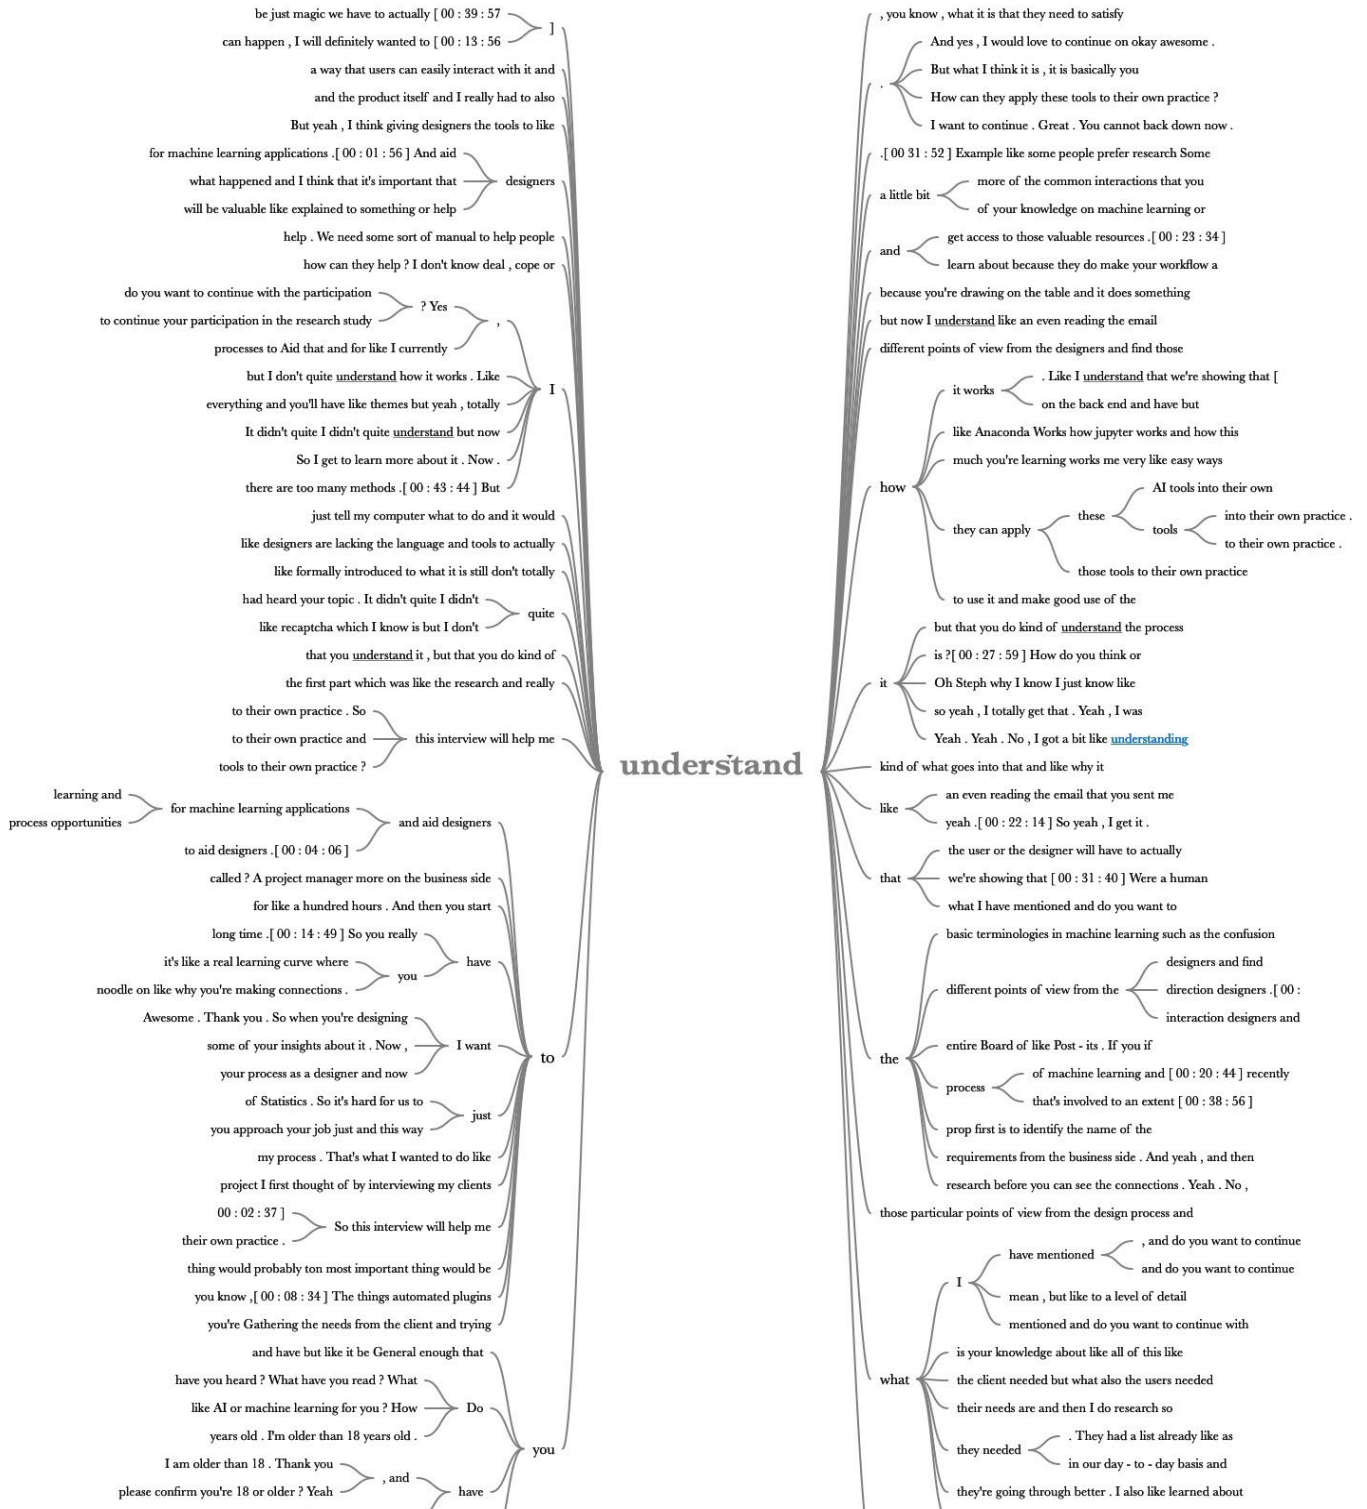 be just magic we have to actually [ 00 : 39 : 57
can happen , I will definitely wanted to [ 00 : 13 : 56
]
a way that users can easily interact with it and
and the product itself and I really had to also
But yeah , I think giving designers the tools to like
for machine learning applications .[ 00 : 01 : 56 ] And aid
what happened and I think that it's important that
designers
will be valuable like explained to something or help
help . We need some sort of manual to help people
how can they help ? I don't know deal , cope or
do you want to continue with the participation
? Yes
to continue your participation in the research study
,
processes to Aid that and for like I currently
but I don't quite understand how it works . Like
I
everything and you'll have like themes but yeah , totally
It didn't quite I didn't quite understand but now
So I get to learn more about it . Now .
there are too many methods .[ 00 : 43 : 44 ] But
just tell my computer what to do and it would
like designers are lacking the language and tools to actually
like formally introduced to what it is still don't totally
had heard your topic . It didn't quite I didn't
quite
like recaptcha which I know is but I don't
that you understand it , but that you do kind of
the first part which was like the research and really
to their own practice . So
to their own practice and
this interview will help me
tools to their own practice ?
learning and
for machine learning applications
process opportunities
and aid designers
to aid designers .[ 00 : 04 : 06 ]
called ? A project manager more on the business side
for like a hundred hours . And then you start
long time .[ 00 : 14 : 49 ] So you really
it's like a real learning curve where
have
you
noodle on like why you're making connections .
Awesome . Thank you . So when you're designing
some of your insights about it . Now ,
I want
to
your process as a designer and now
of Statistics . So it's hard for us to
just
you approach your job just and this way
my process . That's what I wanted to do like
project I first thought of by interviewing my clients
00 : 02 : 37 ]
So this interview will help me
their own practice .
thing would probably ton most important thing would be
you know ,[ 00 : 08 : 34 ] The things automated plugins
you're Gathering the needs from the client and trying
and have but like it be General enough that
have you heard ? What have you read ? What
like AI or machine learning for you ? How
Do
years old . I'm older than 18 years old .
you
I am older than 18 . Thank you
, and
please confirm you're 18 or older ? Yeah
have
understand
, you know , what it is that they need to satisfy
And yes , I would love to continue on okay awesome .
But what I think it is , it is basically you
.
How can they apply these tools to their own practice ?
I want to continue . Great . You cannot back down now .
.[ 00 31 : 52 ] Example like some people prefer research Some
a little bit
more of the common interactions that you
of your knowledge on machine learning or
and
get access to those valuable resources .[ 00 : 23 : 34 ]
learn about because they do make your workflow a
because you're drawing on the table and it does something
but now I understand like an even reading the email
different points of view from the designers and find those
how
it works
. Like I understand that we're showing that [
on the back end and have but
like Anaconda Works how jupyter works and how this
much you're learning works me very like easy ways
they can apply
these
AI tools into their own
tools
into their own practice .
to their own practice .
those tools to their own practice
to use it and make good use of the
it
but that you do kind of understand the process
is ?[ 00 : 27 : 59 ] How do you think or
Oh Steph why I know I just know like
so yeah , I totally get that . Yeah , I was
Yeah . Yeah . No , I got a bit like understanding
kind of what goes into that and like why it
like
an even reading the email that you sent me
yeah .[ 00 : 22 : 14 ] So yeah , I get it .
that
the user or the designer will have to actually
we're showing that [ 00 : 31 : 40 ] Were a human
what I have mentioned and do you want to
the
basic terminologies in machine learning such as the confusion
different points of view from the
designers and find
direction designers .[ 00 :
interaction designers and
entire Board of like Post - its . If you if
process
of machine learning and [ 00 : 20 : 44 ] recently
that's involved to an extent [ 00 : 38 : 56 ]
prop first is to identify the name of the
requirements from the business side . And yeah , and then
research before you can see the connections . Yeah . No ,
those particular points of view from the design process and
what
I
have mentioned
, and do you want to continue
and do you want to continue
mean , but like to a level of detail
mentioned and do you want to continue with
is your knowledge about like all of this like
the client needed but what also the users needed
their needs are and then I do research so
they needed
. They had a list already like as
in our day - to - day basis and
they're going through better . I also like learned about